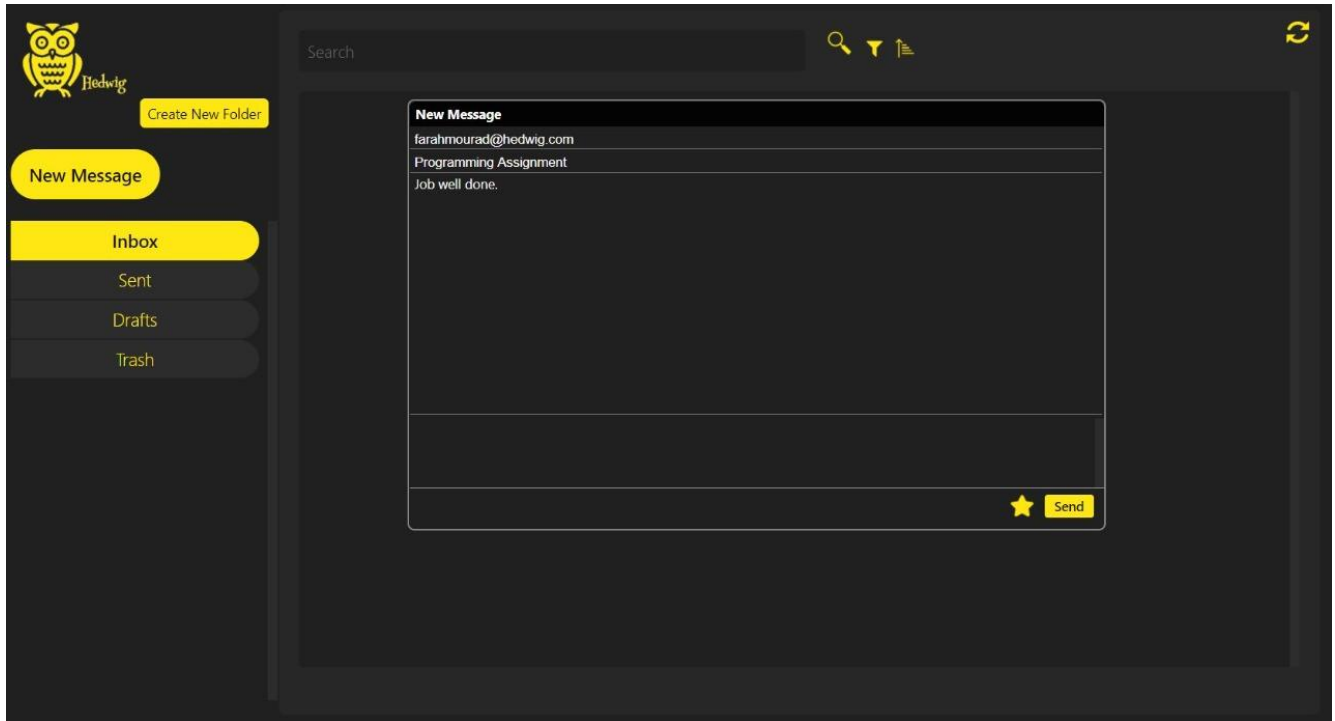 Hedwig
Create New Folder
New Message
Inbox
Sent
Drafts
Trash
Search
New Message
farahmourad@hedwig.com
Programming Assignment
Job well done.
Send